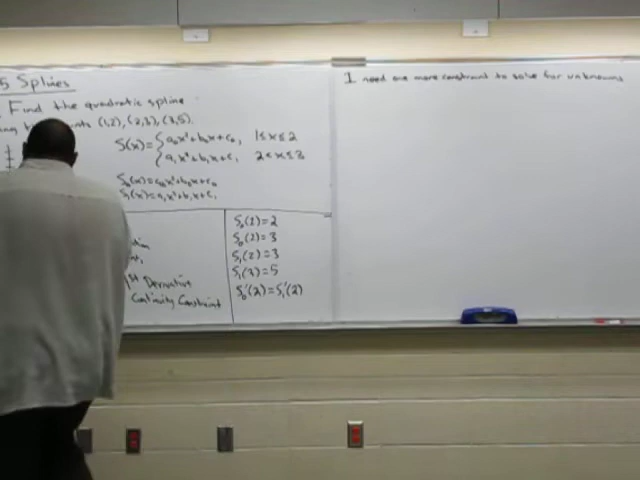 5 Splines
Find the quadratic spline
(1,2), (2,3), (3,5).
S(x) = { a₀x²+b₀x+c₀, 1≤x≤2
a₁x²+b₁x+c₁, 2<x≤3
S₀(x)=a₀x²+b₀x+c₀
S₁(x)=a₁x²+b₁x+c₁
S₀(1)=2
S₀(2)=3
S₁(2)=3
S₁(3)=5
1st Derivative
Continuity Constraint
S₀'(2)=S₁'(2)
I need one more constraint to solve for unknowns